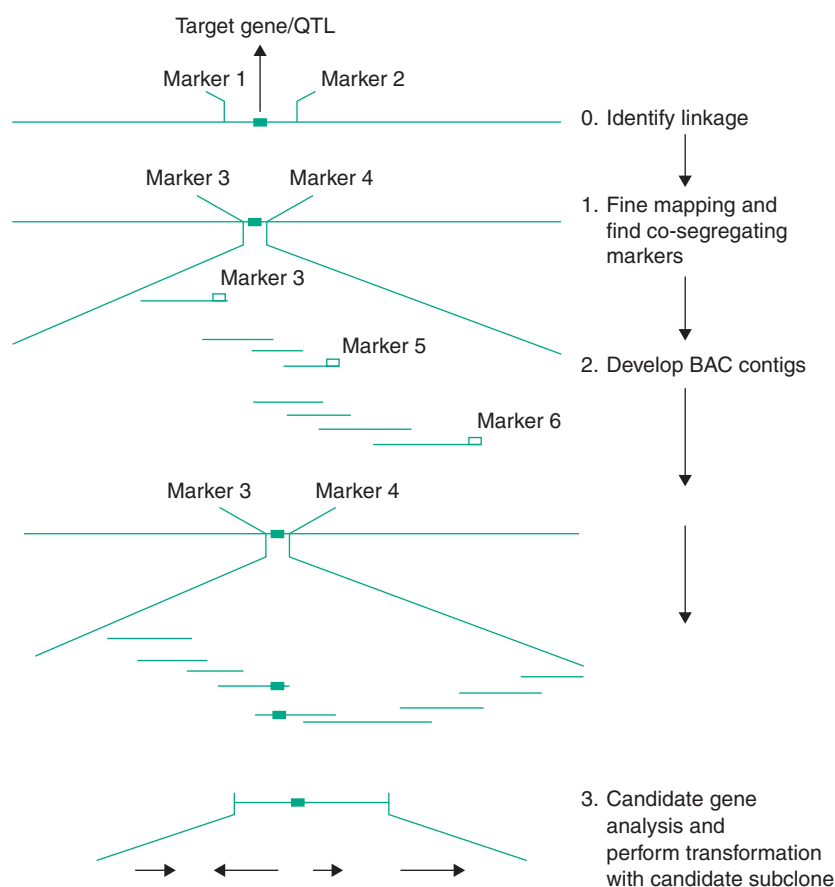 Target gene/QTL
Marker 1
Marker 2
0. Identify linkage
Marker 3
Marker 4
1. Fine mapping and
find co-segregating
markers
Marker 3
Marker 5
2. Develop BAC contigs
Marker 6
Marker 3
Marker 4
3. Candidate gene
analysis and
perform transformation
with candidate subclone